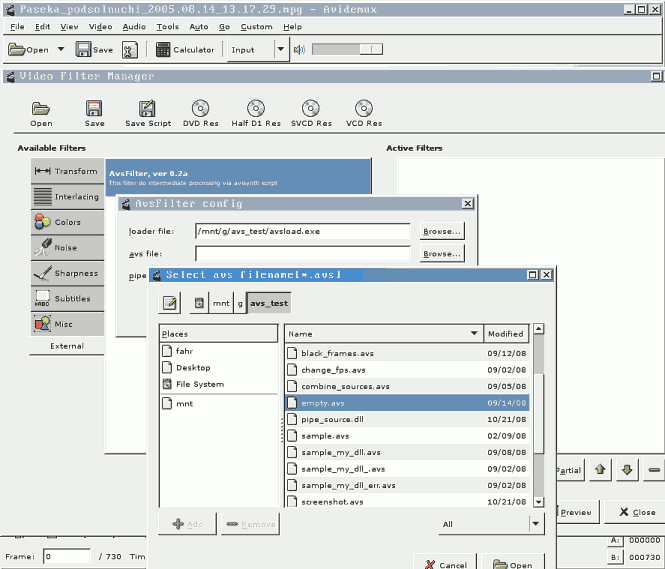 Paseka_podsolnuchi_2005.08.14_13.17.29.mpg - Avidemux
File Edit View Video Audio Tools Auto Go Custom Help
Open Save Calculator Input
Video Filter Manager
Open Save Save Script DVD Res Half D1 Res SVCD Res VCD Res
Available Filters Active Filters
Transform
Interlacing
Colors
Noise
Sharpness
Subtitles
Misc
External
AvsFilter, ver 0.2a
This filter do intermediate processing via avisynth script
AvsFilter config
loader file: /mnt/g/avs_test/avsload.exe Browse...
avs file: Browse...
pipe
Select avs filename[*.avs]
mnt g avs_test
Places
fahr
Desktop
File System
mnt
Name Modified
black_frames.avs 09/12/08
change_fps.avs 09/02/08
combine_sources.avs 09/05/08
empty.avs 09/14/08
pipe_source.dll 10/21/08
sample.avs 02/09/08
sample_my_dll.avs 09/08/08
sample_my_dll_.avs 09/02/08
sample_my_dll_err.avs 09/02/08
screenshot.avs 10/21/08
Add Remove All
Cancel Open
Partial
Preview Close
Frame: 0 / 730 Tim
A: 000000
B: 000730